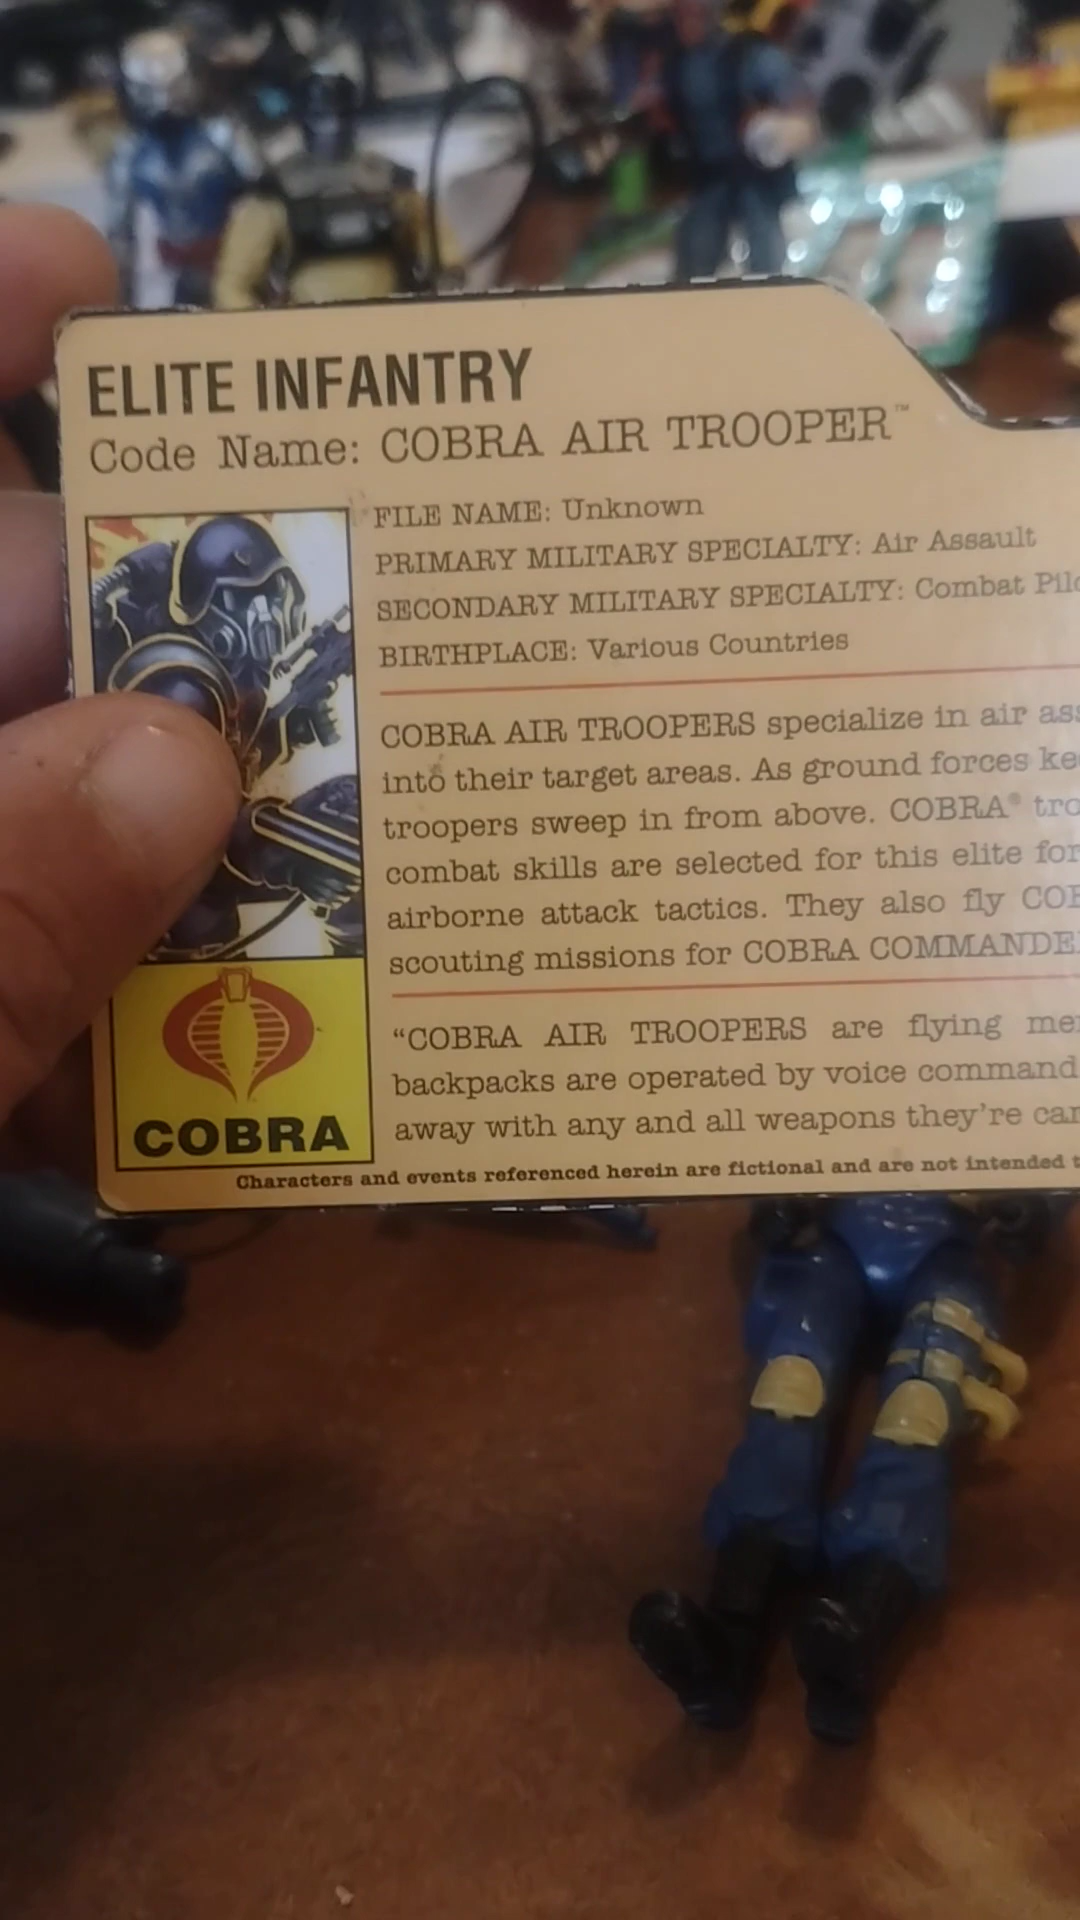 ELITE INFANTRY
Code Name: COBRA AIR TROOPER™
FILE NAME: Unknown
PRIMARY MILITARY SPECIALTY: Air Assault
SECONDARY MILITARY SPECIALTY: Combat
BIRTHPLACE: Various Countries
COBRA AIR TROOPERS specialize in air
into their target areas. As ground forces
troopers sweep in from above. COBRA®
combat skills are selected for this elite
airborne attack tactics. They also fly
scouting missions for COBRA COMMANDE
"COBRA AIR TROOPERS are flying
backpacks are operated by voice command
away with any and all weapons they're
COBRA
Characters and events referenced herein are fictional and are not intended